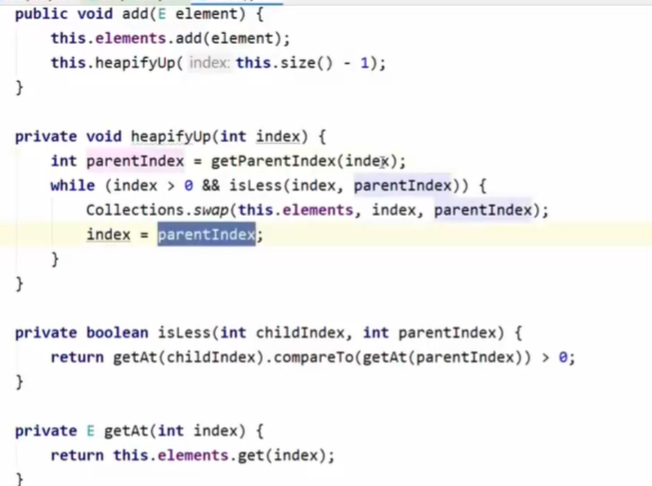 public void add(E element) {
this.elements.add(element);
this.heapifyUp( index: this.size() - 1);
}
private void heapifyUp(int index) {
int parentIndex = getParentIndex(index);
while (index > 0 && isLess(index, parentIndex)) {
Collections.swap(this.elements, index, parentIndex);
index = parentIndex;
}
}
private boolean isLess(int childIndex, int parentIndex) {
return getAt(childIndex).compareTo(getAt(parentIndex)) > 0;
}
private E getAt(int index) {
return this.elements.get(index);
}